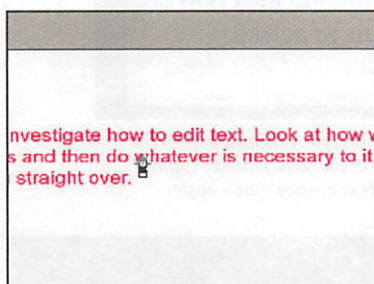 nvestigate how to edit text. Look at how
s and then do whatever is necessary to it
straight over.